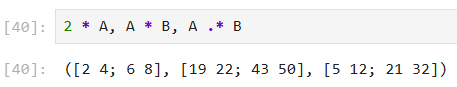 [40]: 2 * A, A * B, A .* B
[40]: ([2 4; 6 8], [19 22; 43 50], [5 12; 21 32])